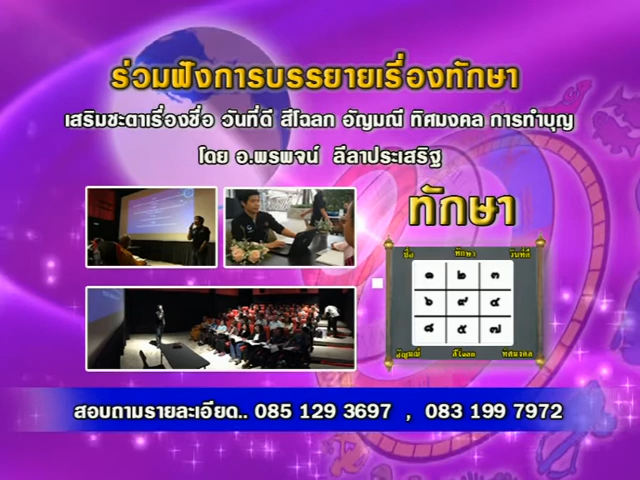 ร่วมฟังการบรรยายเรื่องทักษา
เสริมชะตาเรื่องชื่อ วันที่ดี สีโฉลก อัญมณี ทิศมงคล การทำบุญ
โดย อ.พรพจน์ ลีลาประเสริฐ
ทักษา
ชื่อ ทักษา วันที่ดี
๑ ๒ ๓
๖ ๙ ๔
๘ ๕ ๗
อัญมณี สีโฉลก ทิศมงคล
สอบถามรายละเอียด.. 085 129 3697 , 083 199 7972